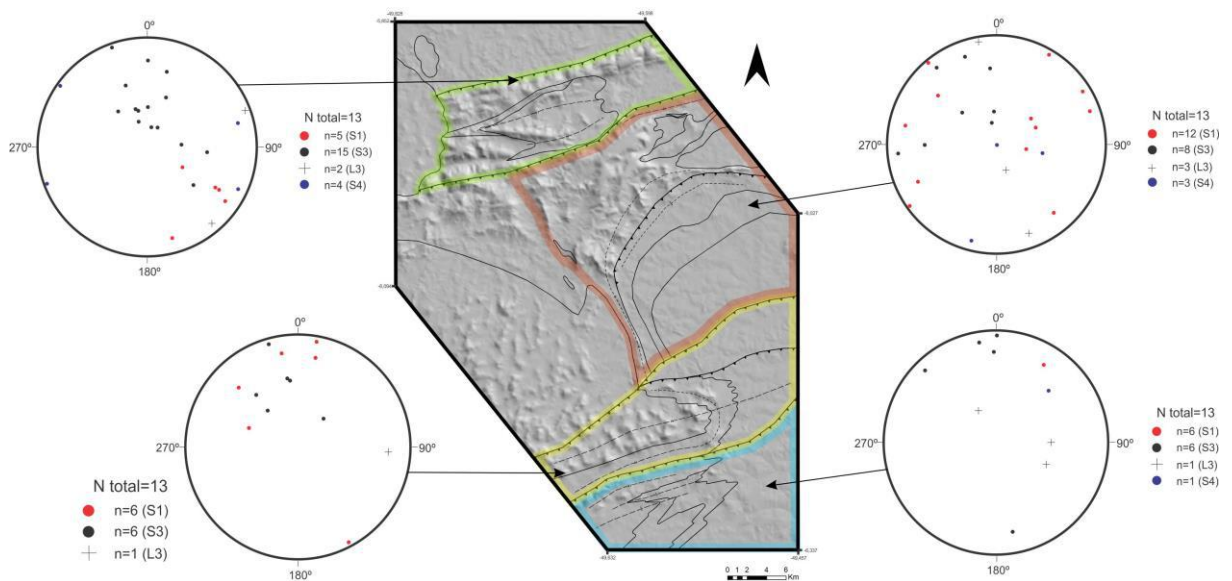 0º
270º
90º
180º
N total=13
n=5 (S1)
n=15 (S3)
n=2 (L3)
n=4 (S4)
0º
270º
90º
180º
N total=13
n=12 (S1)
n=8 (S3)
n=3 (L3)
n=3 (S4)
0º
270º
90º
180º
N total=13
n=6 (S1)
n=6 (S3)
n=1 (L3)
0º
270º
90º
180º
N total=13
n=6 (S1)
n=6 (S3)
n=1 (L3)
n=1 (S4)
0 1 2 4 6
Km